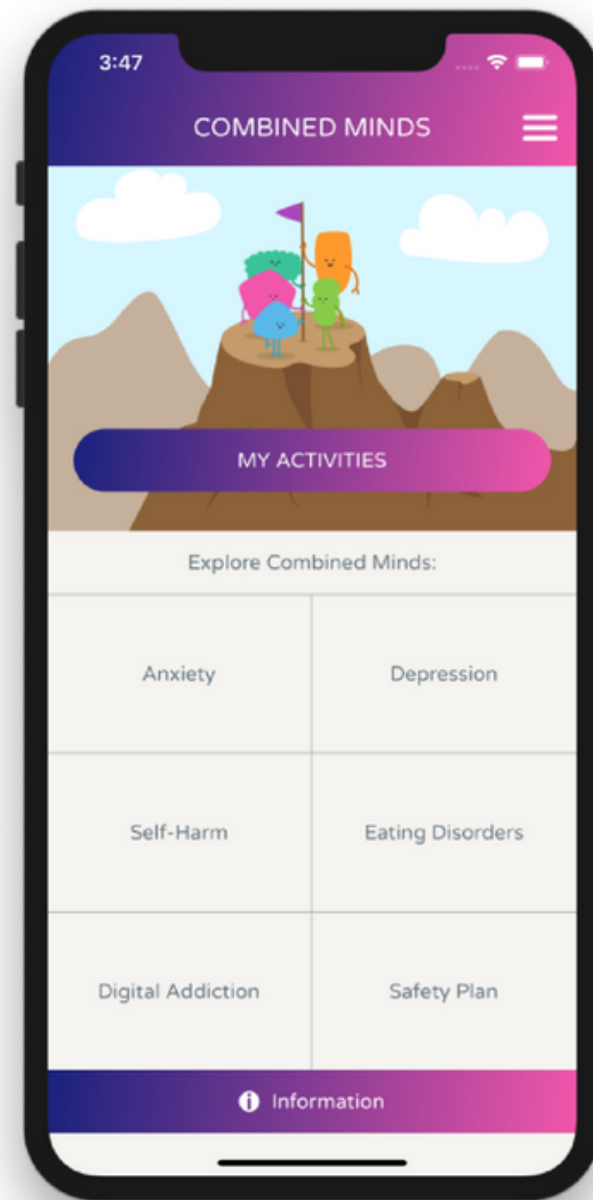 3:47
COMBINED MINDS
MY ACTIVITIES
Explore Combined Minds:
Anxiety
Depression
Self-Harm
Eating Disorders
Digital Addiction
Safety Plan
Information